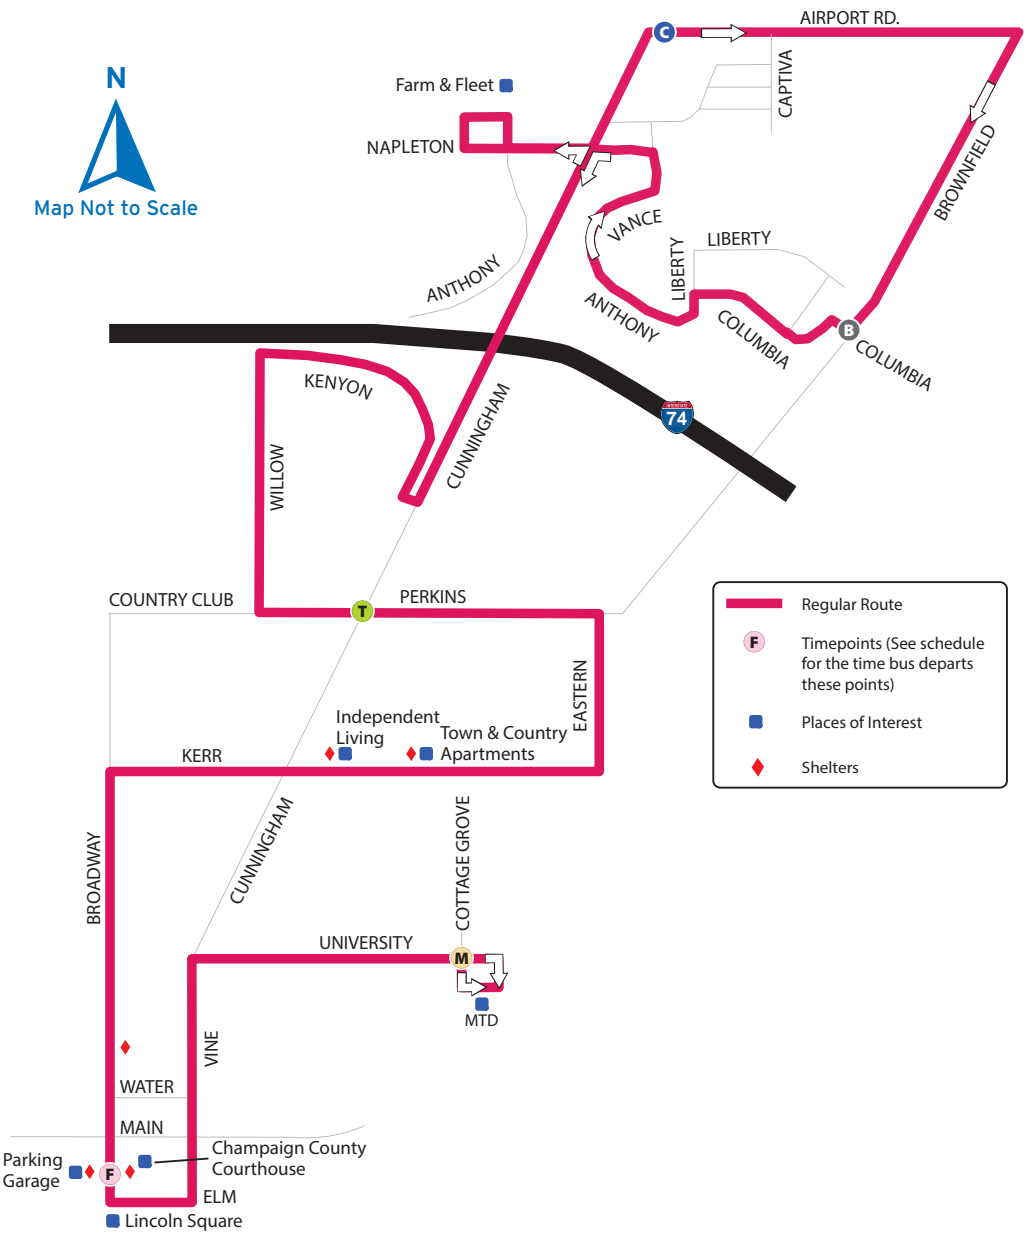 AIRPORT RD.
C
N
Map Not to Scale
Farm & Fleet
NAPLETON
CAPTIVA
BROWNFIELD
VANCE
LIBERTY
LIBERTY
ANTHONY
ANTHONY
COLUMBIA
B
COLUMBIA
INTERSTATE
74
KENYON
CUNNINGHAM
WILLOW
COUNTRY CLUB
T
PERKINS
EASTERN
Regular Route
F
Timepoints (See schedule
for the time bus departs
these points)
Places of Interest
Shelters
Independent
Living
Town & Country
Apartments
KERR
CUNNINGHAM
COTTAGE GROVE
BROADWAY
UNIVERSITY
M
MTD
VINE
WATER
MAIN
Champaign County
Courthouse
Parking
Garage
F
ELM
Lincoln Square